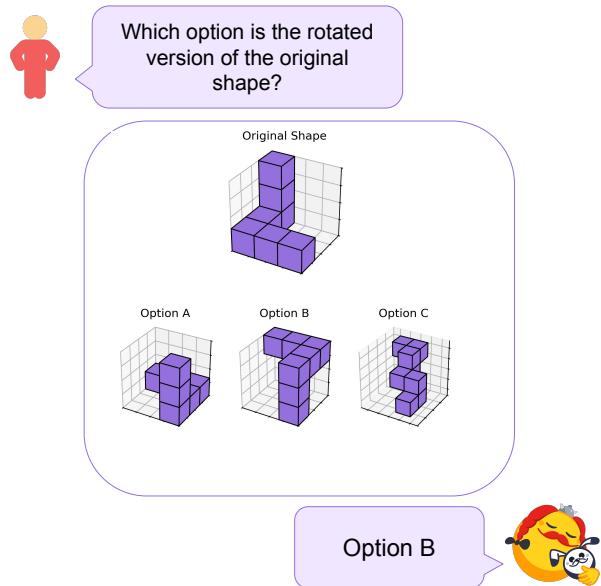 Which option is the rotated
version of the original
shape?
Original Shape
Option A
Option B
Option C
Option B